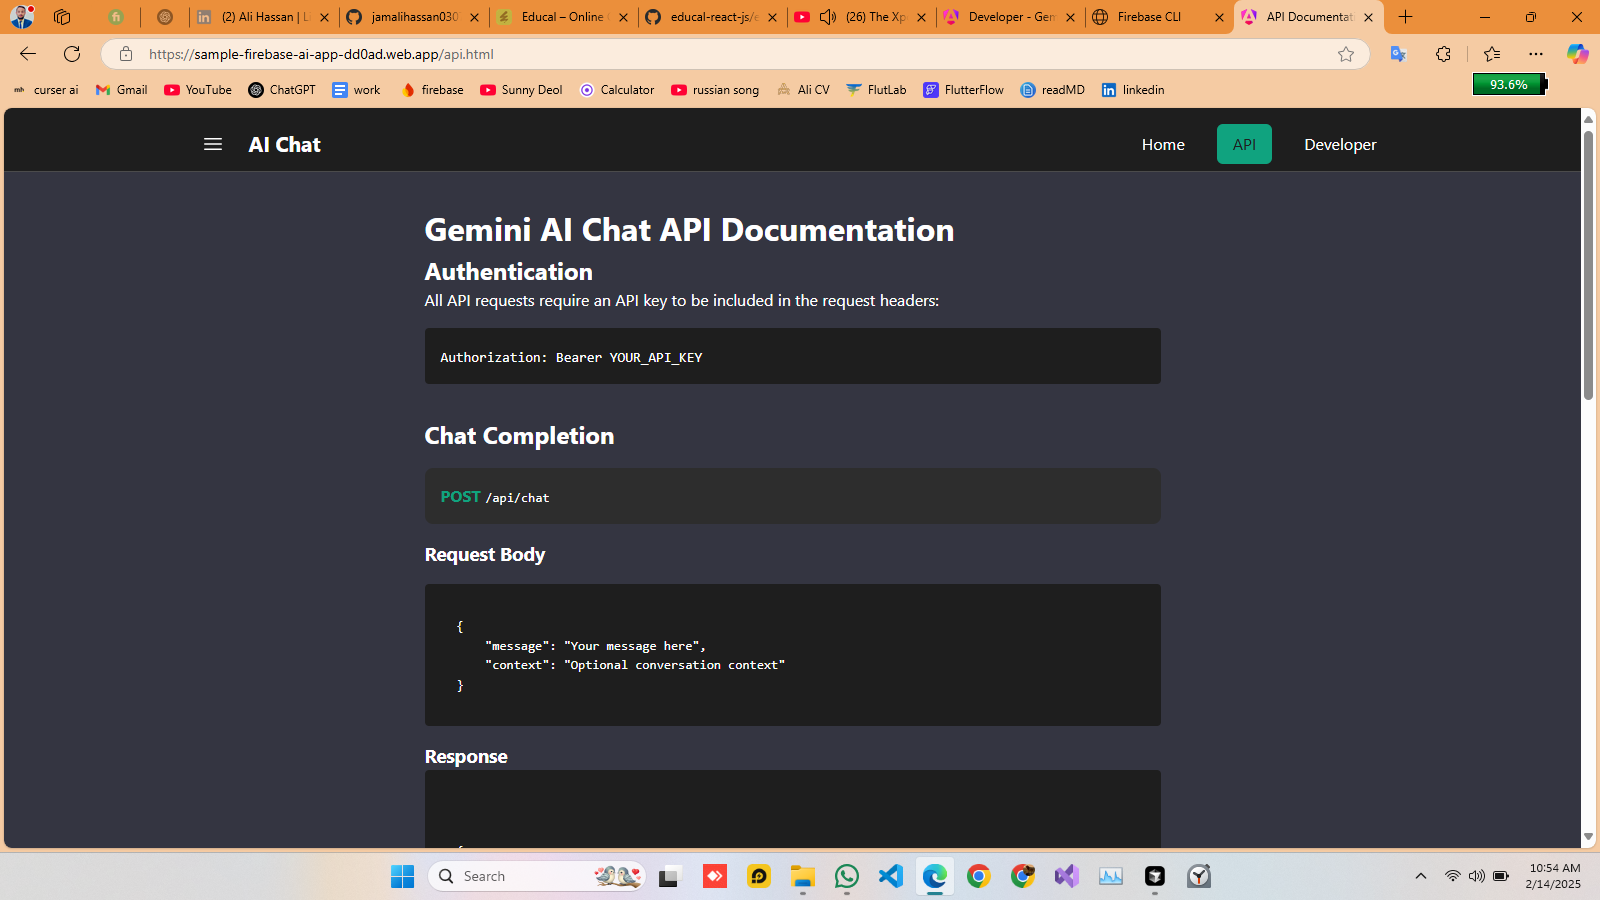 (2) Ali Hassan | Li
jamalihassan030
Educal – Online
educal-react-js/e
(26) The Xp
Developer - Gem
Firebase CLI
API Documentat
https://sample-firebase-ai-app-dd0ad.web.app/api.html
curser ai
Gmail
YouTube
ChatGPT
work
firebase
Sunny Deol
Calculator
russian song
Ali CV
FlutLab
FlutterFlow
readMD
linkedin
93.6%
AI Chat
Home
API
Developer
Gemini AI Chat API Documentation
Authentication
All API requests require an API key to be included in the request headers:
Authorization: Bearer YOUR_API_KEY
Chat Completion
POST /api/chat
Request Body
{
"message": "Your message here",
"context": "Optional conversation context"
}
Response
Search
10:54 AM
2/14/2025